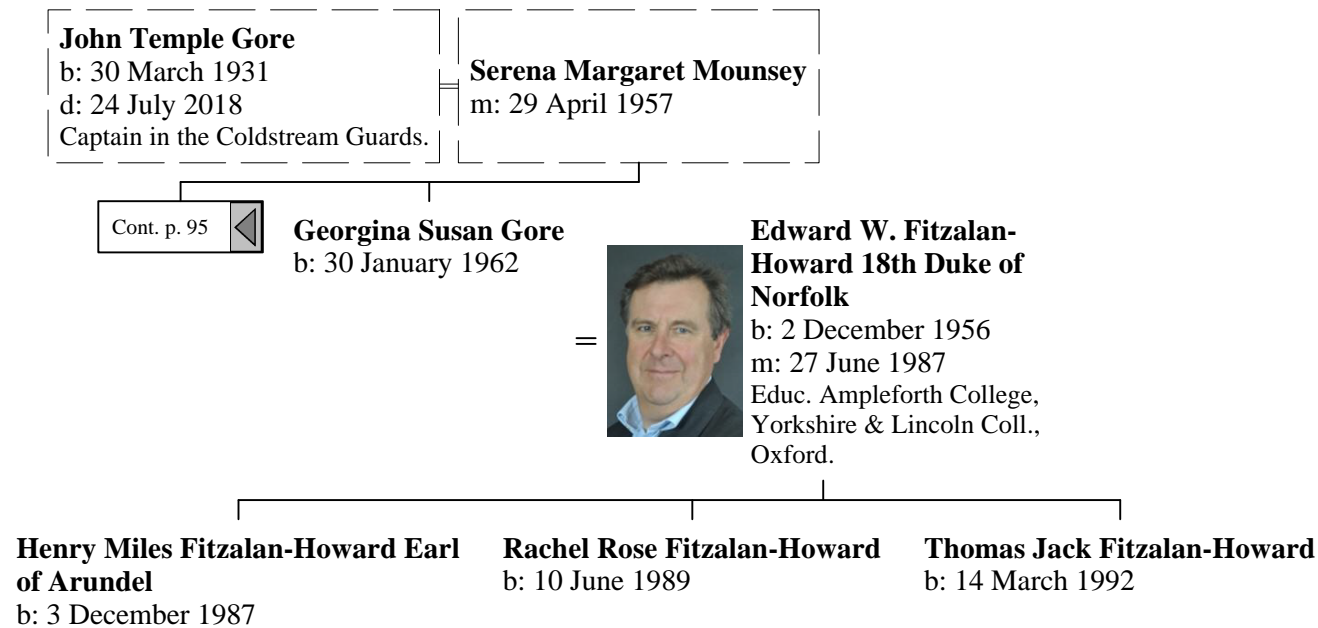 John Temple Gore
b: 30 March 1931
d: 24 July 2018
Captain in the Coldstream Guards.
Serena Margaret Mounsey
m: 29 April 1957
Cont. p. 95
Georgina Susan Gore
b: 30 January 1962
=
Edward W. Fitzalan-
Howard 18th Duke of
Norfolk
b: 2 December 1956
m: 27 June 1987
Educ. Ampleforth College,
Yorkshire & Lincoln Coll.,
Oxford.
Henry Miles Fitzalan-Howard Earl
of Arundel
b: 3 December 1987
Rachel Rose Fitzalan-Howard
b: 10 June 1989
Thomas Jack Fitzalan-Howard
b: 14 March 1992